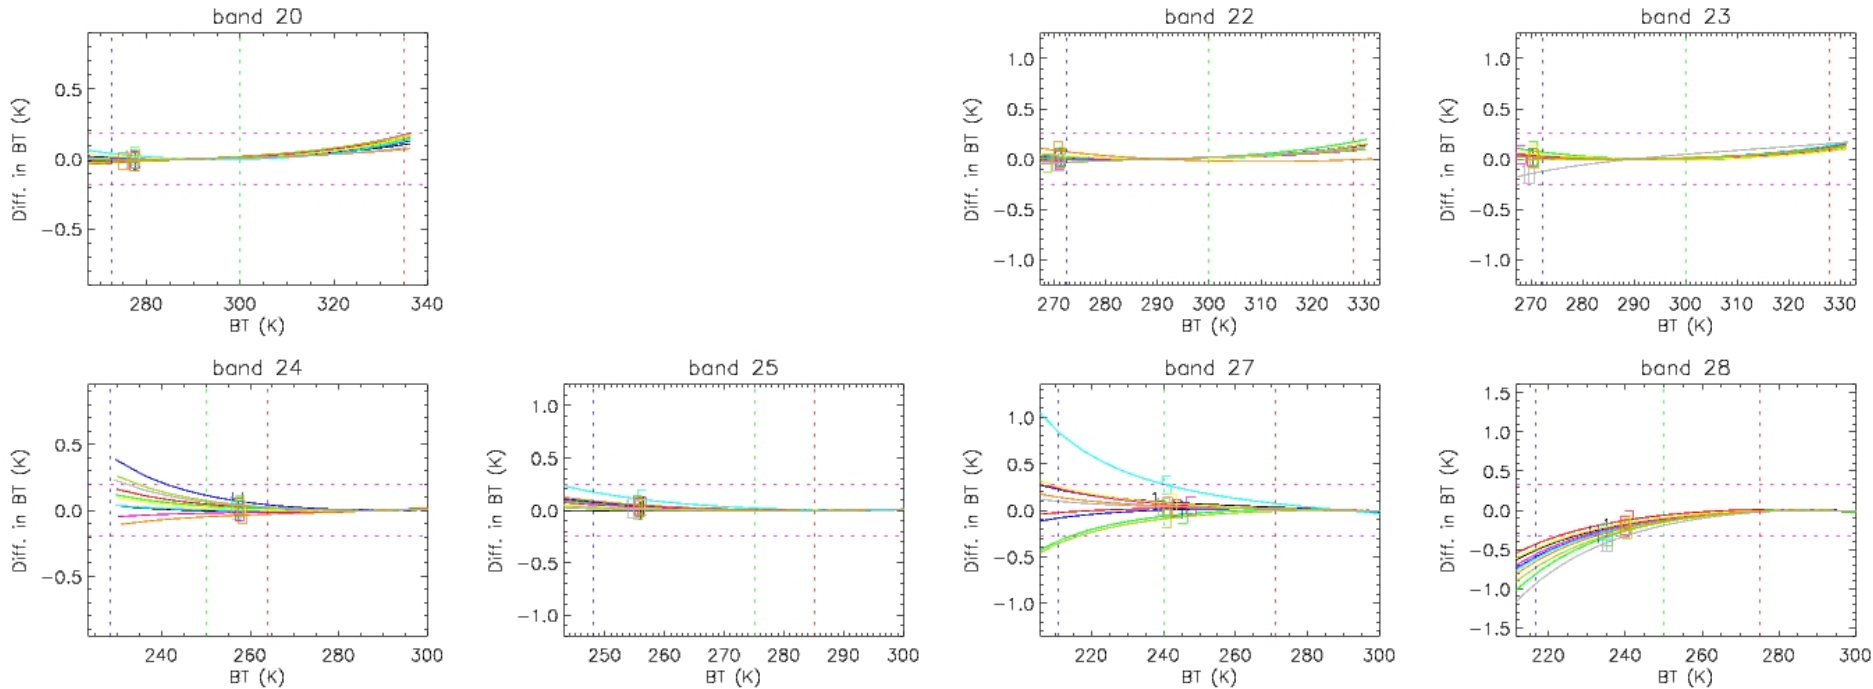 band 20
band 22
band 23
0.5
0.0
−0.5
Diff. in BT (K)
280 300 320 340
BT (K)
1.0
0.5
0.0
−0.5
−1.0
Diff. in BT (K)
270 280 290 300 310 320 330
BT (K)
1.0
0.5
0.0
−0.5
−1.0
Diff. in BT (K)
270 280 290 300 310 320 330
BT (K)
band 24
band 25
band 27
band 28
0.5
0.0
−0.5
Diff. in BT (K)
240 260 280 300
BT (K)
1.0
0.5
0.0
−0.5
−1.0
Diff. in BT (K)
250 260 270 280 290 300
BT (K)
1.0
0.5
0.0
−0.5
−1.0
Diff. in BT (K)
220 240 260 280 300
BT (K)
1.5
1.0
0.5
0.0
−0.5
−1.0
−1.5
Diff. in BT (K)
220 240 260 280 300
BT (K)